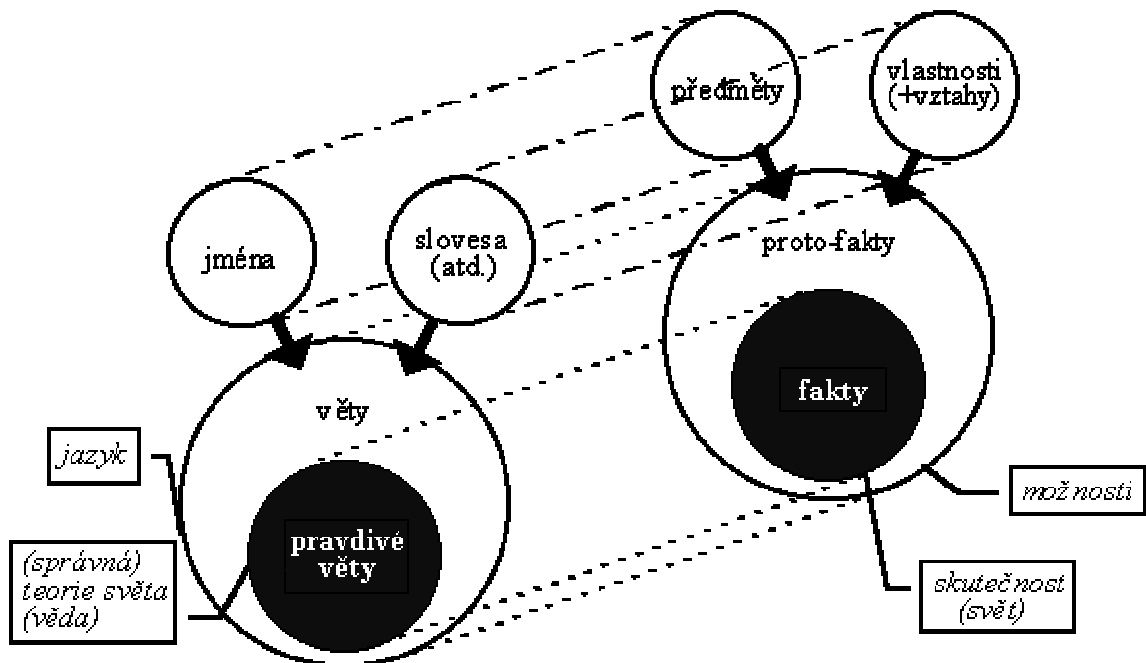 předměty
vlastnosti
(+vztahy)
jména
slovesa
(atd.)
proto-fakty
fakty
věty
jazyk
možnosti
pravdivé
věty
(správná)
teorie světa
(věda)
skutečnost
(svět)